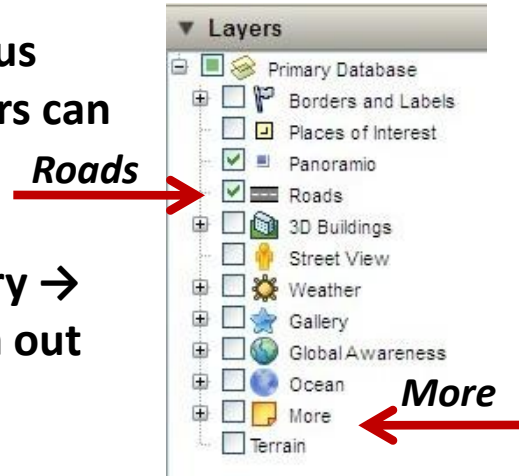 us
rs can
Roads
ry →
out
▼ Layers
Primary Database
Borders and Labels
Places of Interest
Panoramio
Roads
3D Buildings
Street View
Weather
Gallery
Global Awareness
Ocean
More
Terrain
More